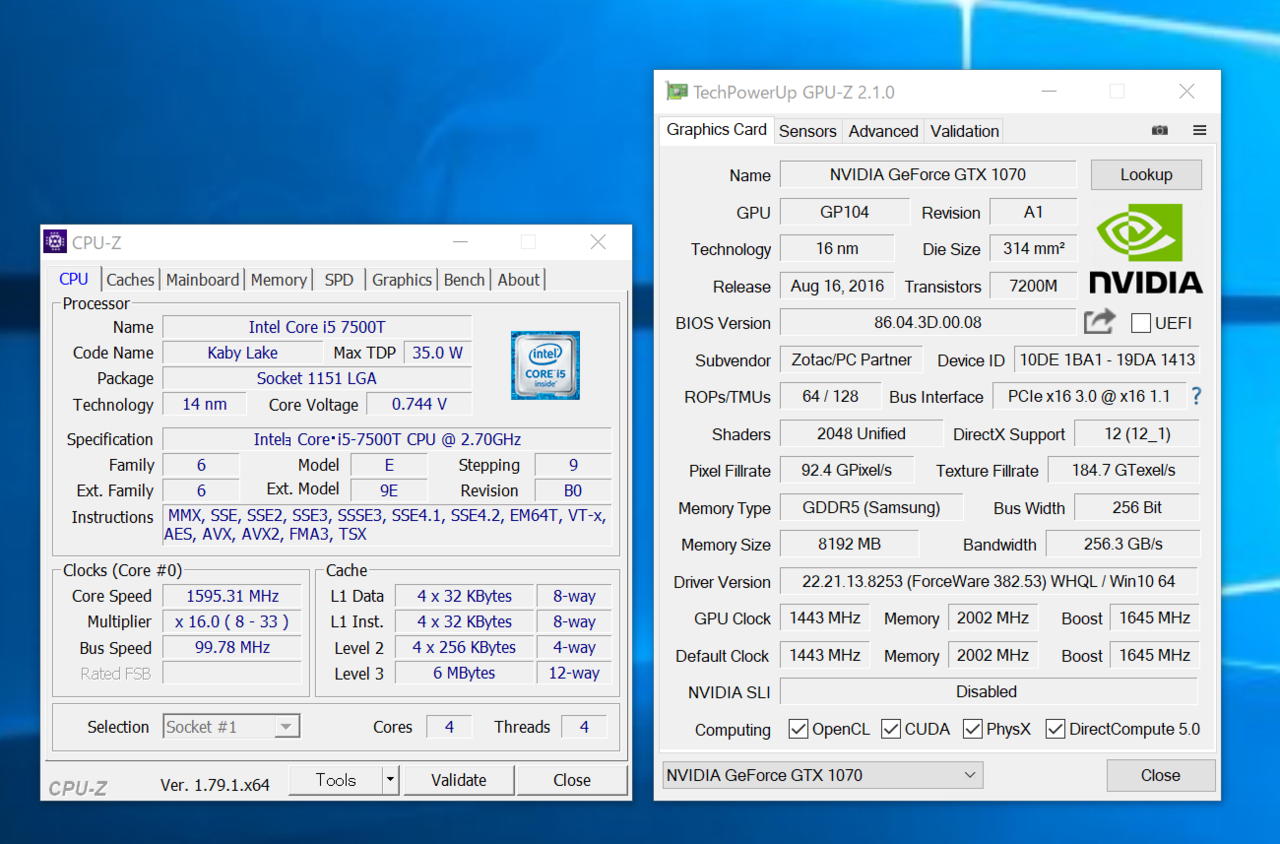 CPU-Z
CPU Caches Mainboard Memory SPD Graphics Bench About
Processor
Name Intel Core i5 7500T
Code Name Kaby Lake Max TDP 35.0 W
Package Socket 1151 LGA
Technology 14 nm Core Voltage 0.744 V
intel
CORE i5
inside
Specification Intel Core i5-7500T CPU @ 2.70GHz
Family 6 Model E Stepping 9
Ext. Family 6 Ext. Model 9E Revision B0
Instructions MMX, SSE, SSE2, SSE3, SSSE3, SSE4.1, SSE4.2, EM64T, VT-x,
AES, AVX, AVX2, FMA3, TSX
Clocks (Core #0)
Core Speed 1595.31 MHz
Multiplier x 16.0 ( 8 - 33 )
Bus Speed 99.78 MHz
Rated FSB
Cache
L1 Data 4 x 32 KBytes 8-way
L1 Inst. 4 x 32 KBytes 8-way
Level 2 4 x 256 KBytes 4-way
Level 3 6 MBytes 12-way
Selection Socket #1 Cores 4 Threads 4
CPU-Z Ver. 1.79.1.x64 Tools Validate Close
TechPowerUp GPU-Z 2.1.0
Graphics Card Sensors Advanced Validation
Name NVIDIA GeForce GTX 1070 Lookup
GPU GP104 Revision A1
Technology 16 nm Die Size 314 mm²
Release Aug 16, 2016 Transistors 7200M
NVIDIA
BIOS Version 86.04.3D.00.08 UEFI
Subvendor Zotac/PC Partner Device ID 10DE 1BA1 - 19DA 1413
ROPs/TMUs 64 / 128 Bus Interface PCIe x16 3.0 @ x16 1.1 ?
Shaders 2048 Unified DirectX Support 12 (12_1)
Pixel Fillrate 92.4 GPixel/s Texture Fillrate 184.7 GTexel/s
Memory Type GDDR5 (Samsung) Bus Width 256 Bit
Memory Size 8192 MB Bandwidth 256.3 GB/s
Driver Version 22.21.13.8253 (ForceWare 382.53) WHQL / Win10 64
GPU Clock 1443 MHz Memory 2002 MHz Boost 1645 MHz
Default Clock 1443 MHz Memory 2002 MHz Boost 1645 MHz
NVIDIA SLI Disabled
Computing OpenCL CUDA PhysX DirectCompute 5.0
NVIDIA GeForce GTX 1070 Close